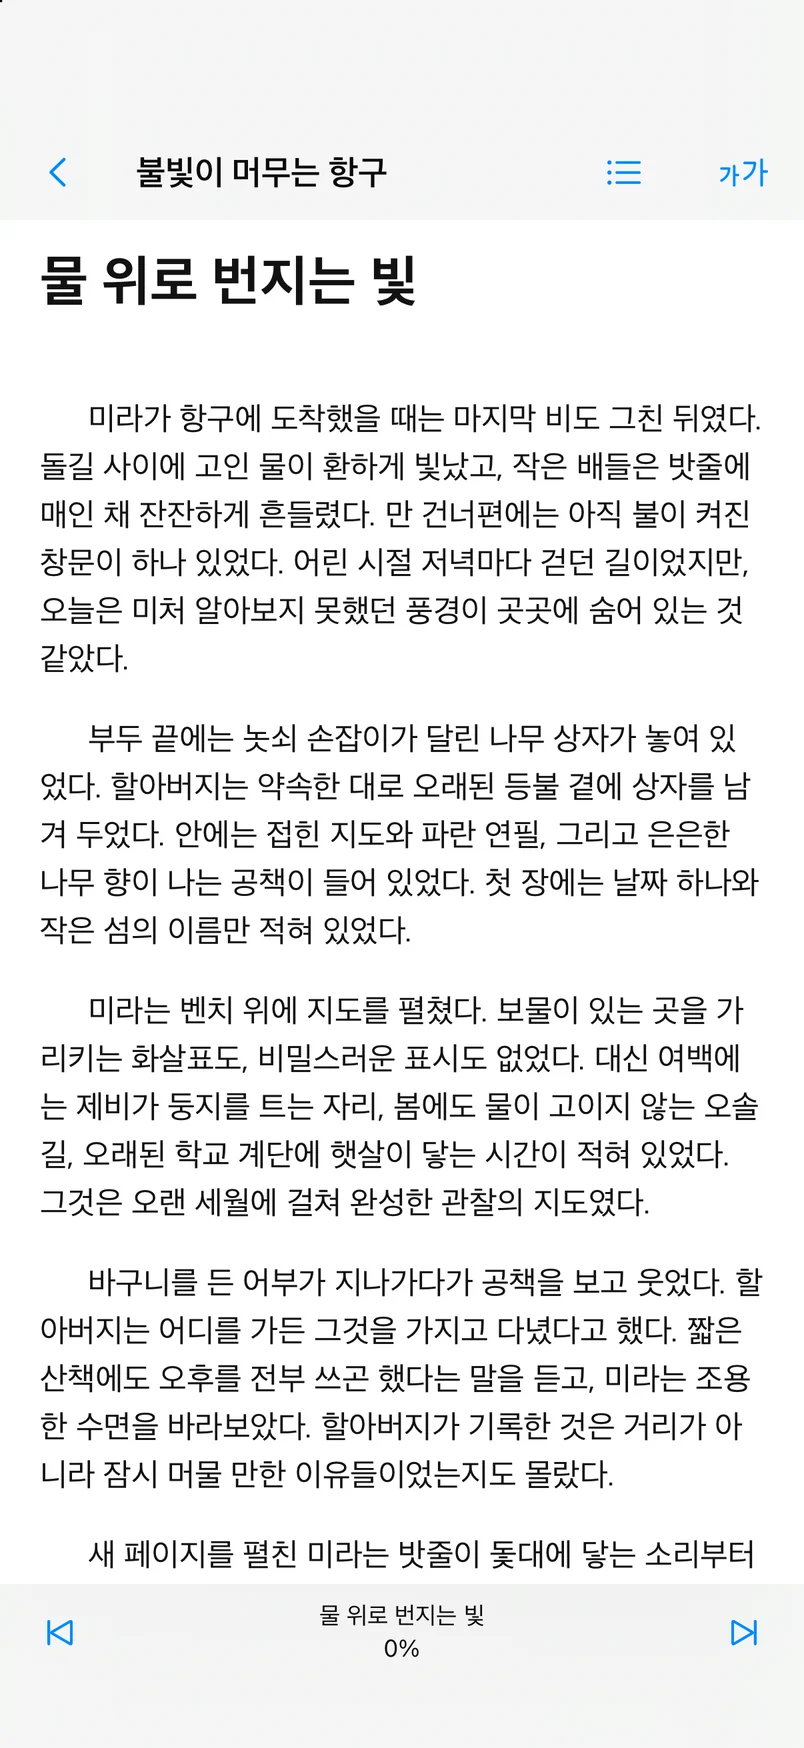 불빛이 머무는 항구
가가
물 위로 번지는 빛
미라가 항구에 도착했을 때는 마지막 비도 그친 뒤였다.
돌길 사이에 고인 물이 환하게 빛났고, 작은 배들은 밧줄에
매인 채 잔잔하게 흔들렸다. 만 건너편에는 아직 불이 켜진
창문이 하나 있었다. 어린 시절 저녁마다 걷던 길이었지만,
오늘은 미처 알아보지 못했던 풍경이 곳곳에 숨어 있는 것
같았다.
부두 끝에는 놋쇠 손잡이가 달린 나무 상자가 놓여 있
었다. 할아버지는 약속한 대로 오래된 등불 곁에 상자를 남
겨 두었다. 안에는 접힌 지도와 파란 연필, 그리고 은은한
나무 향이 나는 공책이 들어 있었다. 첫 장에는 날짜 하나와
작은 섬의 이름만 적혀 있었다.
미라는 벤치 위에 지도를 펼쳤다. 보물이 있는 곳을 가
리키는 화살표도, 비밀스러운 표시도 없었다. 대신 여백에
는 제비가 둥지를 트는 자리, 봄에도 물이 고이지 않는 오솔
길, 오래된 학교 계단에 햇살이 닿는 시간이 적혀 있었다.
그것은 오랜 세월에 걸쳐 완성한 관찰의 지도였다.
바구니를 든 어부가 지나가다가 공책을 보고 웃었다. 할
아버지는 어디를 가든 그것을 가지고 다녔다고 했다. 짧은
산책에도 오후를 전부 쓰곤 했다는 말을 듣고, 미라는 조용
한 수면을 바라보았다. 할아버지가 기록한 것은 거리가 아
니라 잠시 머물 만한 이유들이었는지도 몰랐다.
새 페이지를 펼친 미라는 밧줄이 돛대에 닿는 소리부터
물 위로 번지는 빛
0%